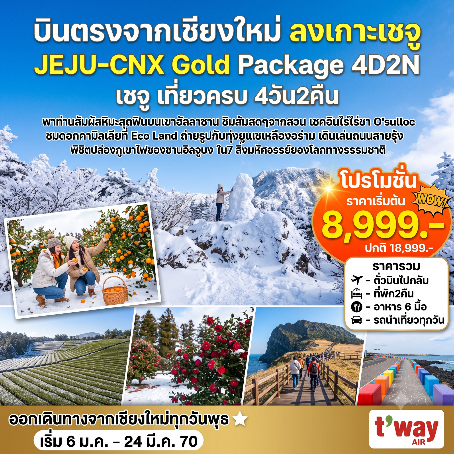 บินตรงจากเชียงใหม่ ลงเกาะเชจู
JEJU-CNX Gold Package 4D2N
เชจู เที่ยวครบ 4วัน2คืน
พาท่านสัมผัสหิมะสุดฟินบนเขาฮัลลาซาน ชิมส้มสดๆจากสวน เชคอินไร่ไร่ชา O'sulloc
ชมดอกคามิลเลียที่ Eco Land ถ่ายรูปกับทุ่งยูแชเหลืองอร่าม เดินเล่นถนนสายรุ้ง
พิชิตปล่องภูเขาไฟซองซานอิลจูบง ใน7 สิ่งมหัศจรรย์ของโลกทางธรรมชาติ
โปรโมชั่น
ราคาเริ่มต้น
WOW
8,999.-
ปกติ 18,999.-
ราคารวม
- ตั๋วบินไปกลับ
- ที่พัก2คืน
- อาหาร 6 มื้อ
- รถนำเที่ยวทุกวัน
ออกเดินทางจากเชียงใหม่ทุกวันพุธ
เริ่ม 6 ม.ค. - 24 มี.ค. 70
t'way
AIR